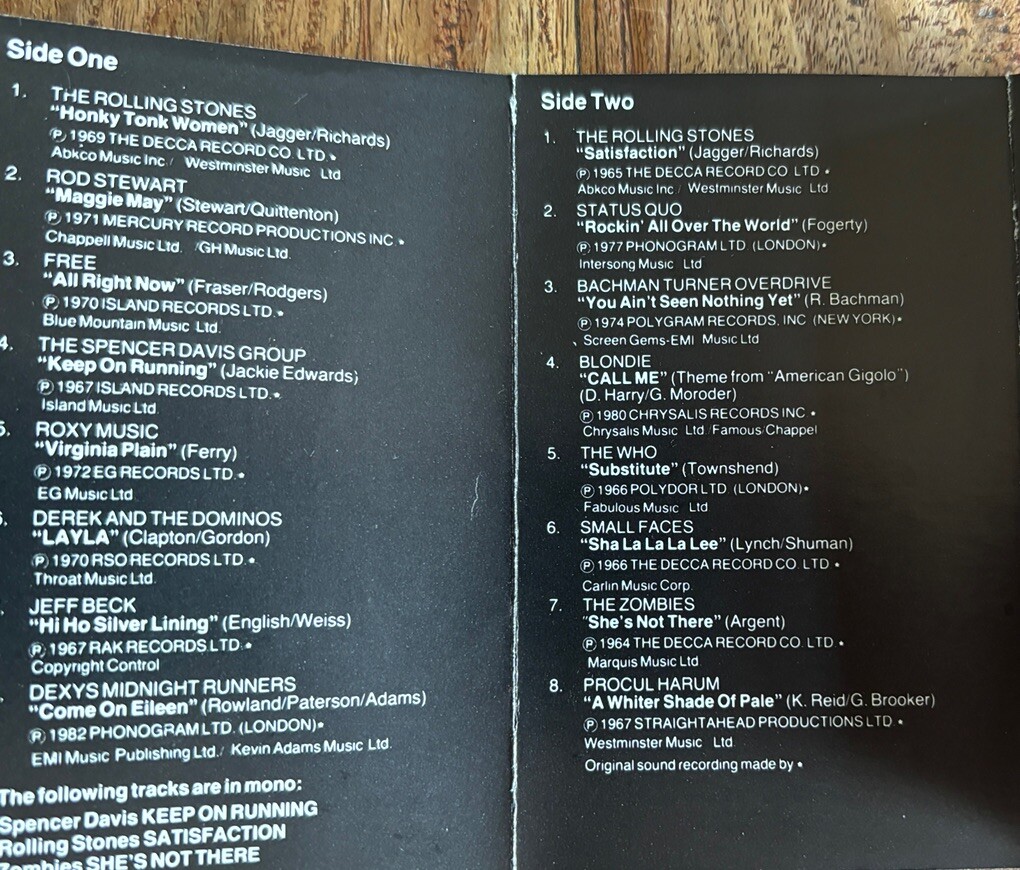 Side One
1. THE ROLLING STONES
"Honky Tonk Women" (Jagger/Richards)
Ⓟ 1969 THE DECCA RECORD CO. LTD •
Abkco Music Inc / Westminster Music Ltd
2. ROD STEWART
"Maggie May" (Stewart/Quittenton)
Ⓟ 1971 MERCURY RECORD PRODUCTIONS INC •
Chappell Music Ltd. /GH Music Ltd.
3. FREE
"All Right Now" (Fraser/Rodgers)
Ⓟ 1970 ISLAND RECORDS LTD.•
Blue Mountain Music Ltd.
4. THE SPENCER DAVIS GROUP
"Keep On Running" (Jackie Edwards)
Ⓟ 1967 ISLAND RECORDS LTD.•
Island Music Ltd.
5. ROXY MUSIC
"Virginia Plain" (Ferry)
Ⓟ 1972 EG RECORDS LTD.•
EG Music Ltd.
. DEREK AND THE DOMINOS
"LAYLA" (Clapton/Gordon)
Ⓟ 1970 RSO RECORDS LTD.•
Throat Music Ltd.
. JEFF BECK
"Hi Ho Silver Lining" (English/Weiss)
Ⓟ 1967 RAK RECORDS LTD.•
Copyright Control
. DEXYS MIDNIGHT RUNNERS
"Come On Eileen" (Rowland/Paterson/Adams)
Ⓟ 1982 PHONOGRAM LTD. (LONDON)•
EMI Music Publishing Ltd./ Kevin Adams Music Ltd.
The following tracks are in mono:
Spencer Davis KEEP ON RUNNING
Rolling Stones SATISFACTION
Zombies SHE'S NOT THERE
Side Two
1. THE ROLLING STONES
"Satisfaction" (Jagger/Richards)
Ⓟ 1965 THE DECCA RECORD CO. LTD •
Abkco Music Inc / Westminster Music Ltd
2. STATUS QUO
"Rockin' All Over The World" (Fogerty)
Ⓟ 1977 PHONOGRAM LTD. (LONDON)•
Intersong Music Ltd
3. BACHMAN TURNER OVERDRIVE
"You Ain't Seen Nothing Yet" (R. Bachman)
Ⓟ 1974 POLYGRAM RECORDS, INC (NEW YORK)•
Screen Gems-EMI Music Ltd
4. BLONDIE
"CALL ME" (Theme from "American Gigolo")
(D. Harry/G. Moroder)
Ⓟ 1980 CHRYSALIS RECORDS INC •
Chrysalis Music Ltd/Famous/Chappel
5. THE WHO
"Substitute" (Townshend)
Ⓟ 1966 POLYDOR LTD. (LONDON)•
Fabulous Music Ltd
6. SMALL FACES
"Sha La La La Lee" (Lynch/Shuman)
Ⓟ 1966 THE DECCA RECORD CO. LTD •
Carlin Music Corp.
7. THE ZOMBIES
"She's Not There" (Argent)
Ⓟ 1964 THE DECCA RECORD CO. LTD.•
Marquis Music Ltd
8. PROCUL HARUM
"A Whiter Shade Of Pale" (K. Reid/G. Brooker)
Ⓟ 1967 STRAIGHTAHEAD PRODUCTIONS LTD •
Westminster Music Ltd
Original sound recording made by •